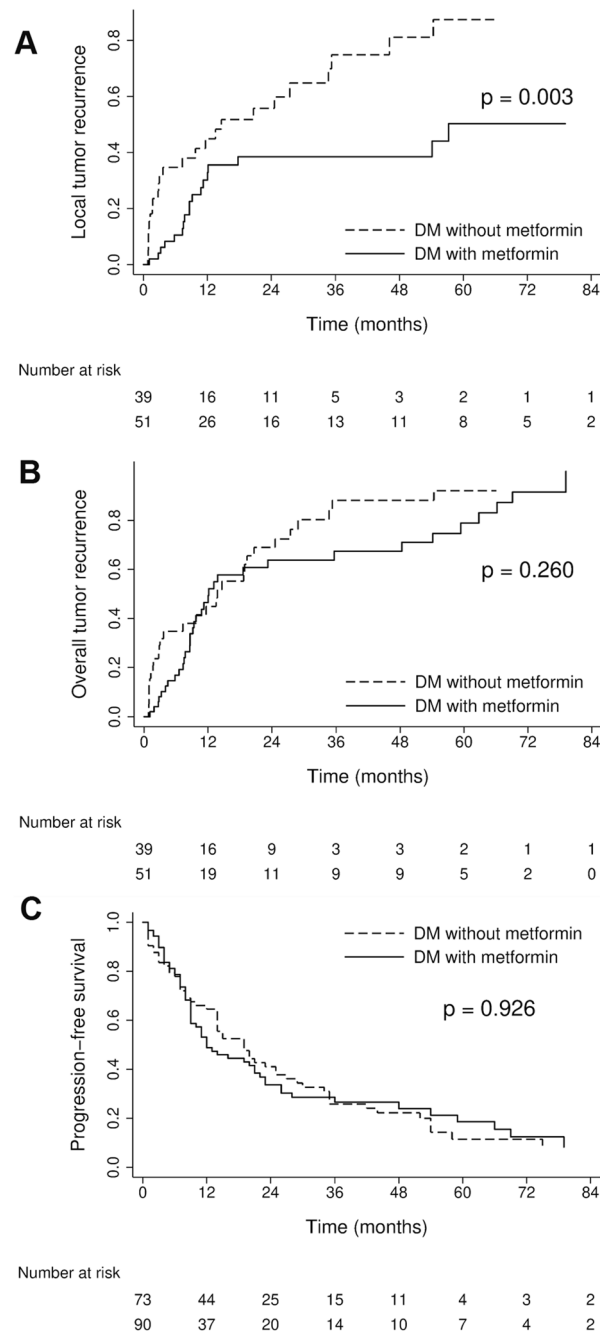 A
Local tumor recurrence
0.8
0.6
0.4
0.2
0.0
p = 0.003
DM without metformin
DM with metformin
0 12 24 36 48 60 72 84
Time (months)
Number at risk
39 16 11 5 3 2 1 1
51 26 16 13 11 8 5 2
B
Overall tumor recurrence
0.8
0.6
0.4
0.2
0.0
p = 0.260
DM without metformin
DM with metformin
0 12 24 36 48 60 72 84
Time (months)
Number at risk
39 16 9 3 3 2 1 1
51 19 11 9 9 5 2 0
C
Progression−free survival
1.0
0.8
0.6
0.4
0.2
0.0
DM without metformin
DM with metformin
p = 0.926
0 12 24 36 48 60 72 84
Time (months)
Number at risk
73 44 25 15 11 4 3 2
90 37 20 14 10 7 4 2